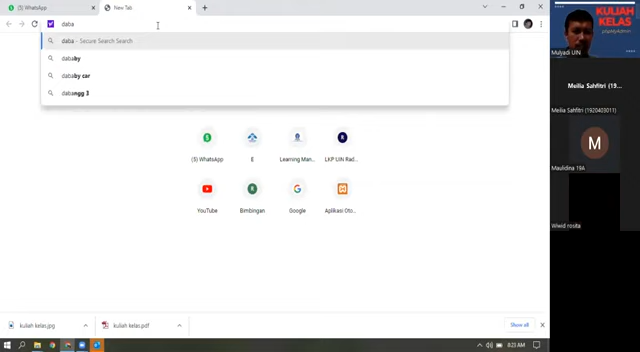 (5) WhatsApp
New Tab
daba
daba - Secure Search Search
dababy
dababy car
dabangg 3
(5) WhatsApp
E
Learning Man...
LKP UIN Rad...
YouTube
Bimbingan
Google
Aplikasi Oto...
kuliah kelas.jpg
kuliah kelas.pdf
Show all
8:23 AM
KULIAH
KELAS
phpMyAdmin
Mulyadi UIN
Meilia Sahfitri (19...
Meilia Sahfitri (1920403011)
M
Maulidina 19A
Wiwid rosita